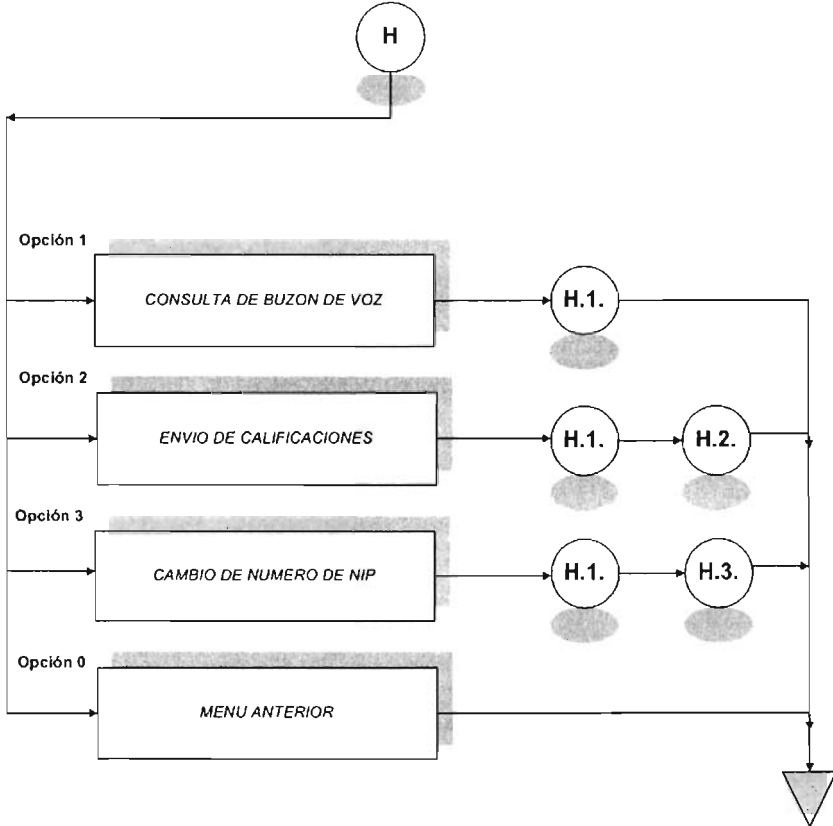 H
Opción 1
CONSULTA DE BUZON DE VOZ
H.1.
Opción 2
ENVIO DE CALIFICACIONES
H.1.
H.2.
Opción 3
CAMBIO DE NUMERO DE NIP
H.1.
H.3.
Opción 0
MENU ANTERIOR